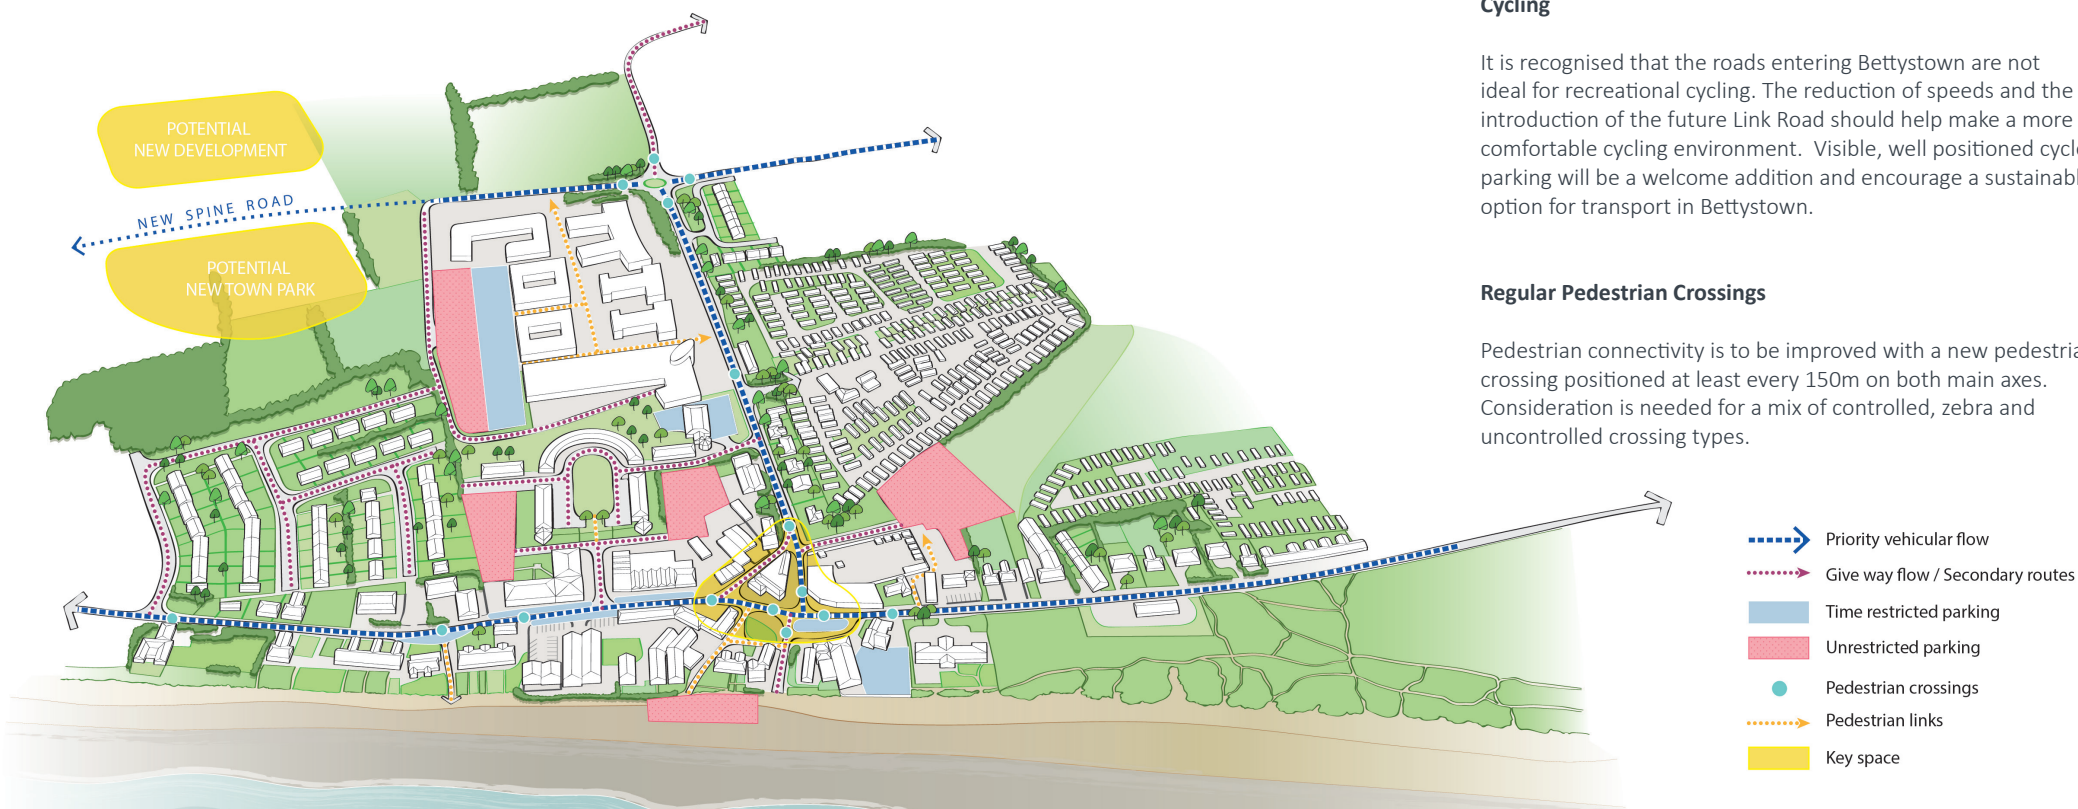 Cycling
It is recognised that the roads entering Bettystown are not
ideal for recreational cycling. The reduction of speeds and the
introduction of the future Link Road should help make a more
comfortable cycling environment. Visible, well positioned cycle
parking will be a welcome addition and encourage a sustainabl
option for transport in Bettystown.
Regular Pedestrian Crossings
Pedestrian connectivity is to be improved with a new pedestria
crossing positioned at least every 150m on both main axes.
Consideration is needed for a mix of controlled, zebra and
uncontrolled crossing types.
POTENTIAL
NEW DEVELOPMENT
NEW SPINE ROAD
POTENTIAL
NEW TOWN PARK
Priority vehicular flow
Give way flow / Secondary routes
Time restricted parking
Unrestricted parking
Pedestrian crossings
Pedestrian links
Key space